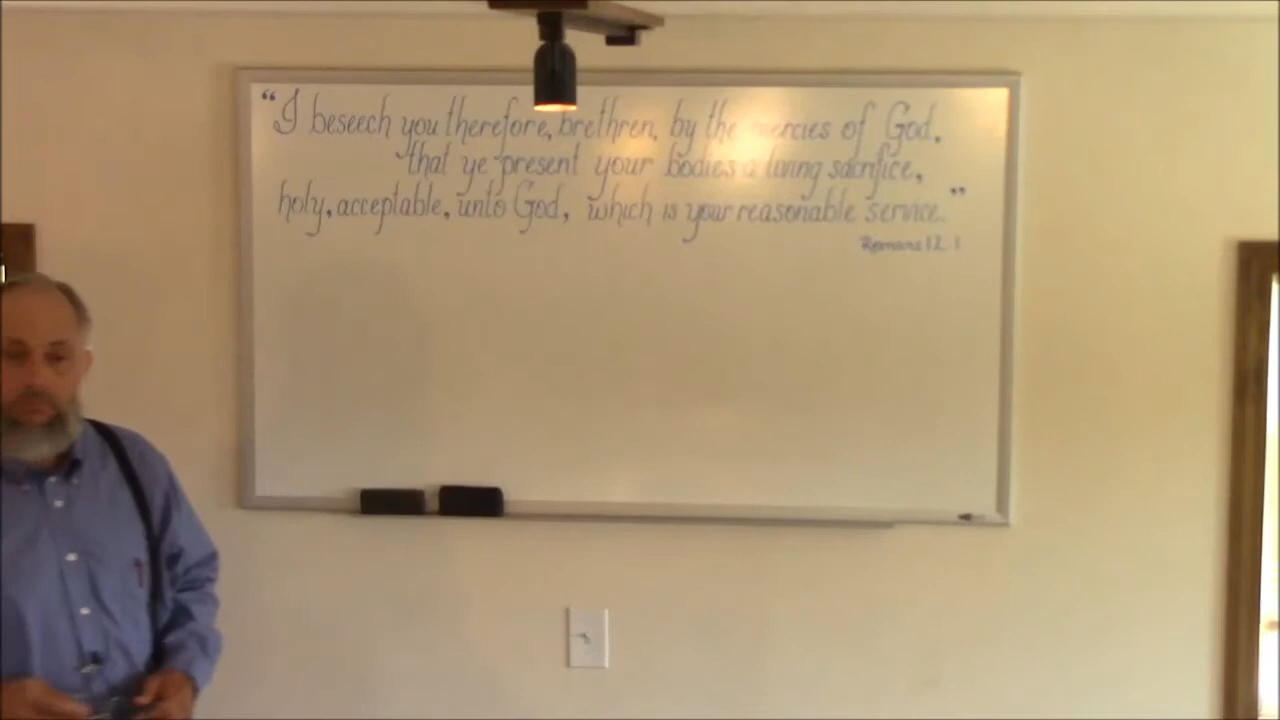 “I beseech you therefore, brethren, by the mercies of God,
that ye present your bodies a living sacrifice,
holy, acceptable, unto God, which is your reasonable service.”
Romans 12:1